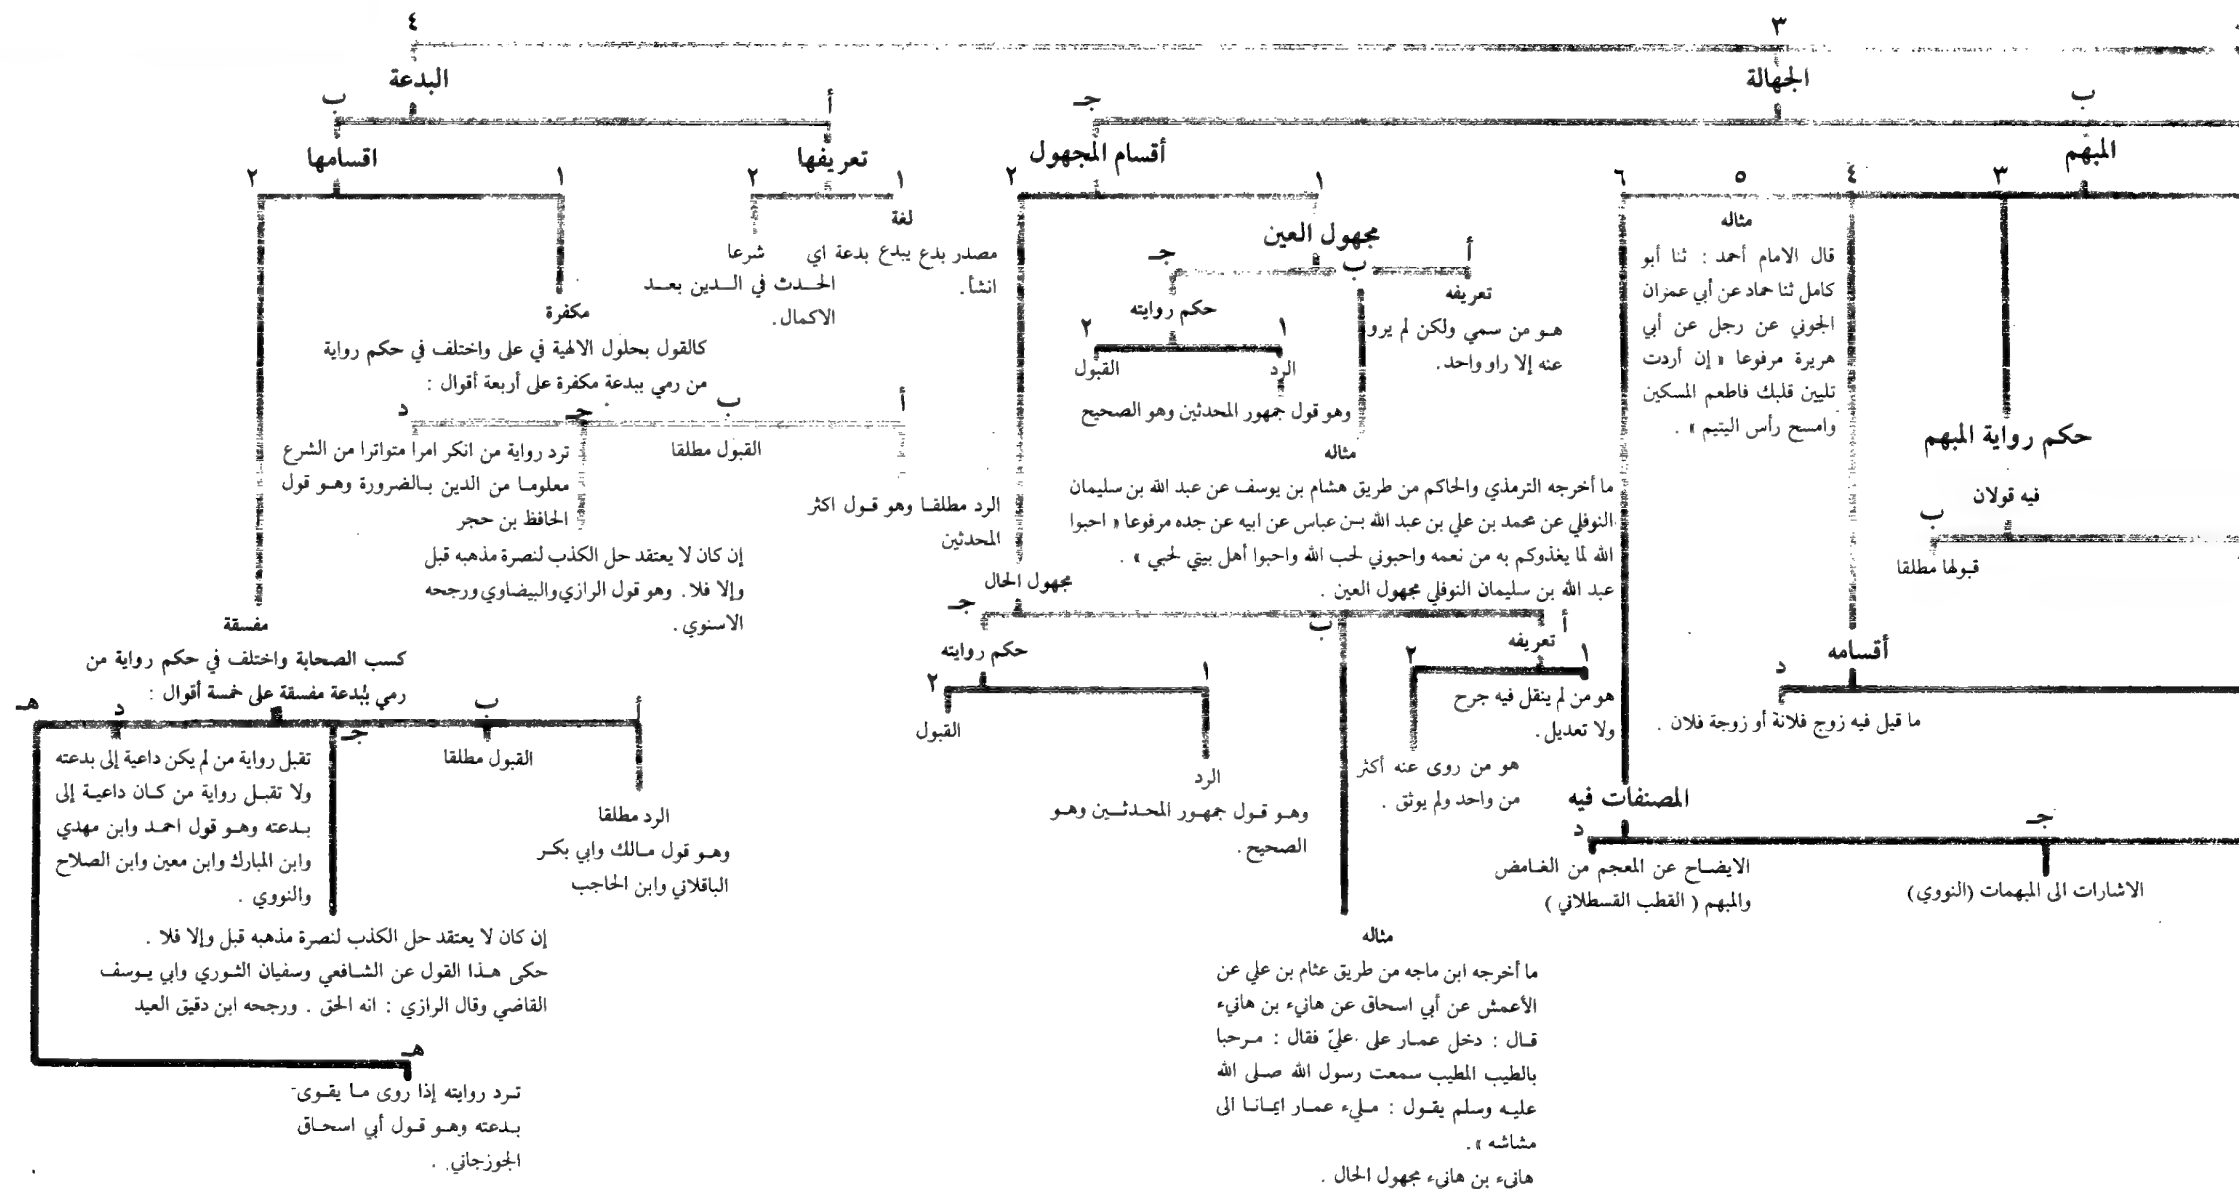 ٣
٤
الجهالة
البدعة
ب
جـ
أ
ب
المبهم
أقسام المجهول
تعريفها
اقسامها
٣
٤
٥
٦
مثاله
قال الامام أحمد : ثنا أبو
كامل ثنا حماد عن أبي عمران
الجوني عن رجل عن أبي
هريرة مرفوعا « إن أردت
تليين قلبك فاطعم المسكين
وامسح رأس اليتيم » .
حكم رواية المبهم
فيه قولان
ب
قبولها مطلقا
أقسامه
د
ما قيل فيه زوج فلانة أو زوجة فلان .
المصنفات فيه
جـ
د
الاشارات الى المبهمات (النووي)
الايضاح عن المعجم من الغامض
والمبهم ( القطب القسطلاني )
١
٢
مجهول العين
أ
ب
جـ
تعريفه
هو من سمي ولكن لم يرو
عنه إلا راو واحد .
حكم روايته
١
٢
الرد
القبول
وهو قول جمهور المحدثين وهو الصحيح
مثاله
ما أخرجه الترمذي والحاكم من طريق هشام بن يوسف عن عبد الله بن سليمان
النوفلي عن محمد بن علي بن عبد الله بن عباس عن ابيه عن جده مرفوعا « احبوا
الله لما يغذوكم به من نعمه واحبوني لحب الله واحبوا أهل بيتي لحبي » .
عبد الله بن سليمان النوفلي مجهول العين .
مجهول الحال
أ
ب
جـ
تعريفه
١
٢
هو من لم ينقل فيه جرح
ولا تعديل .
هو من روى عنه أكثر
من واحد ولم يوثق .
حكم روايته
١
٢
القبول
الرد
وهو قول جمهور المحدثين وهو
الصحيح .
مثاله
ما أخرجه ابن ماجه من طريق عثام بن علي عن
الأعمش عن أبي اسحاق عن هانيء بن هانيء
قال : دخل عمار على عليّ فقال : مرحبا
بالطيب المطيب سمعت رسول الله صلى الله
عليه وسلم يقول : مليء عمار ايمانا الى
مشاشه » .
هانىء بن هانيء مجهول الحال .
١
٢
لغة
مصدر بدع يبدع بدعة اي
انشأ .
شرعا
الحدث في الدين بعد
الاكمال .
١
٢
مكفرة
كالقول بحلول الالهية في على واختلف في حكم رواية
من رمي ببدعة مكفرة على أربعة أقوال :
أ
ب
جـ
د
الرد مطلقا وهو قول اكثر
المحدثين
القبول مطلقا
ترد رواية من انكر امرا متواترا من الشرع
معلوما من الدين بالضرورة وهو قول
الحافظ بن حجر
إن كان لا يعتقد حل الكذب لنصرة مذهبه قبل
وإلا فلا . وهو قول الرازي والبيضاوي ورجحه
الاسنوي .
مفسقة
كسب الصحابة واختلف في حكم رواية من
رمي ببدعة مفسقة على خمسة أقوال :
أ
ب
جـ
د
هـ
الرد مطلقا
وهو قول مالك وابي بكر
الباقلاني وابن الحاجب
القبول مطلقا
تقبل رواية من لم يكن داعية إلى بدعته
ولا تقبل رواية من كان داعية إلى
بدعته وهو قول احمد وابن مهدي
وابن المبارك وابن معين وابن الصلاح
والنووي .
إن كان لا يعتقد حل الكذب لنصرة مذهبه قبل وإلا فلا .
حكى هذا القول عن الشافعي وسفيان الثوري وابي يوسف
القاضي وقال الرازي : انه الحق . ورجحه ابن دقيق العيد
هـ
ترد روايته إذا روى ما يقوى
بدعته وهو قول أبي اسحاق
الجوزجاني .